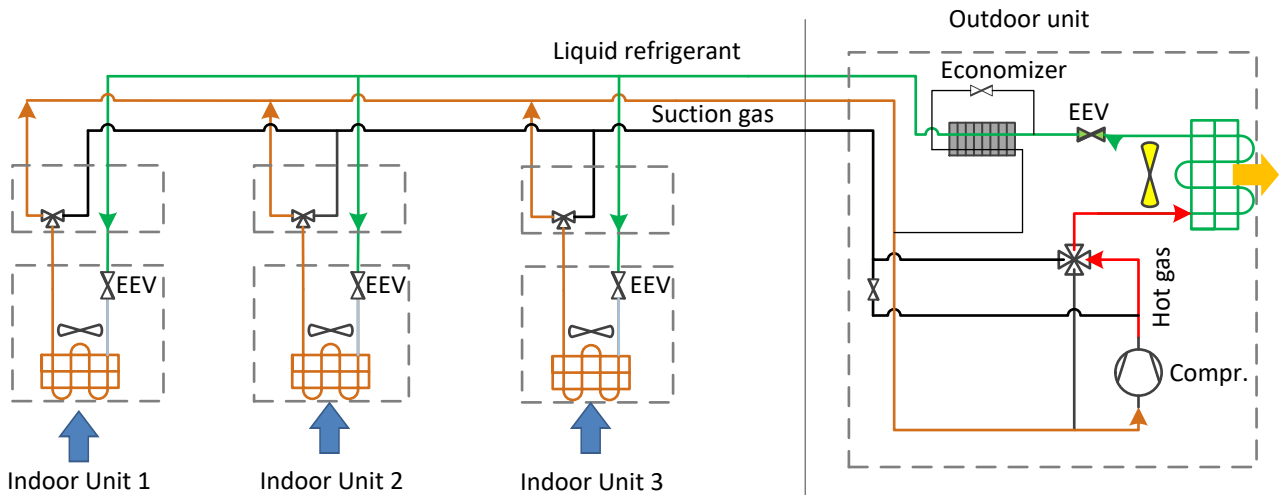 Outdoor unit
Liquid refrigerant
Economizer
Suction gas
EEV
EEV
EEV
EEV
Hot gas
Compr.
Indoor Unit 1
Indoor Unit 2
Indoor Unit 3